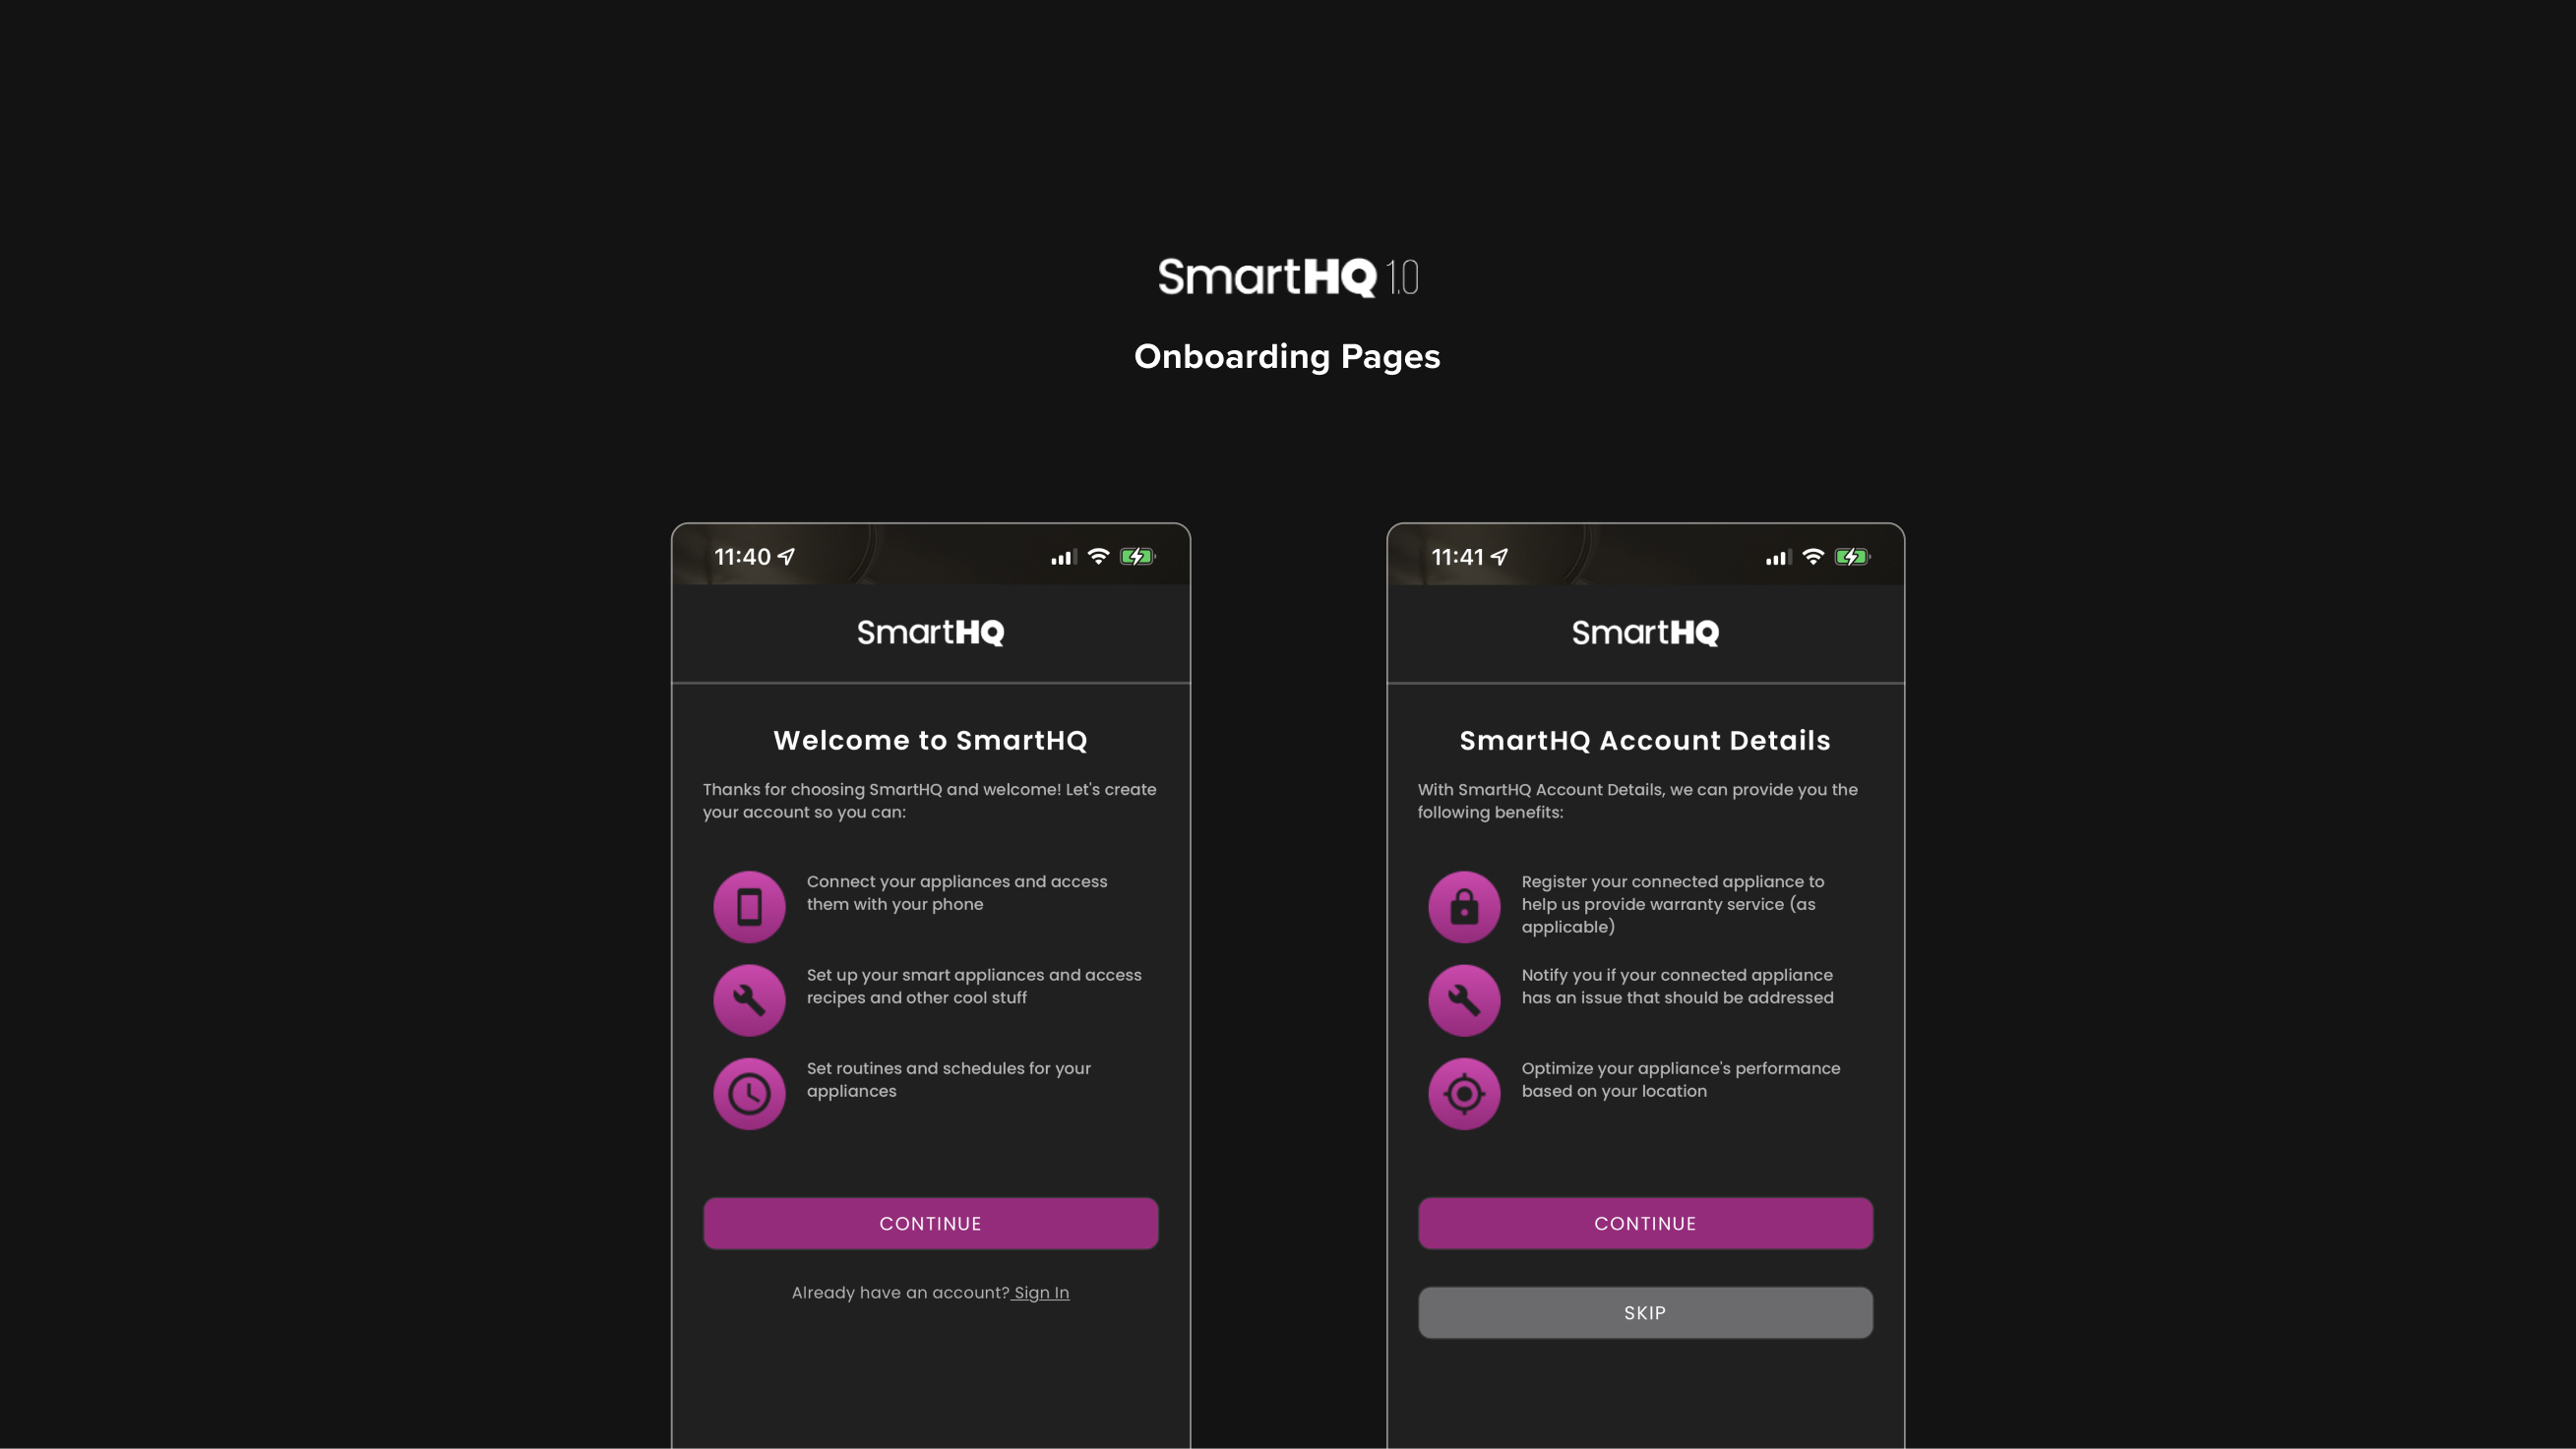 SmartHQ 1.0
Onboarding Pages
11:40
SmartHQ
Welcome to SmartHQ
Thanks for choosing SmartHQ and welcome! Let's create
your account so you can:
Connect your appliances and access
them with your phone
Set up your smart appliances and access
recipes and other cool stuff
Set routines and schedules for your
appliances
CONTINUE
Already have an account? Sign In
11:41
SmartHQ
SmartHQ Account Details
With SmartHQ Account Details, we can provide you the
following benefits:
Register your connected appliance to
help us provide warranty service (as
applicable)
Notify you if your connected appliance
has an issue that should be addressed
Optimize your appliance's performance
based on your location
CONTINUE
SKIP